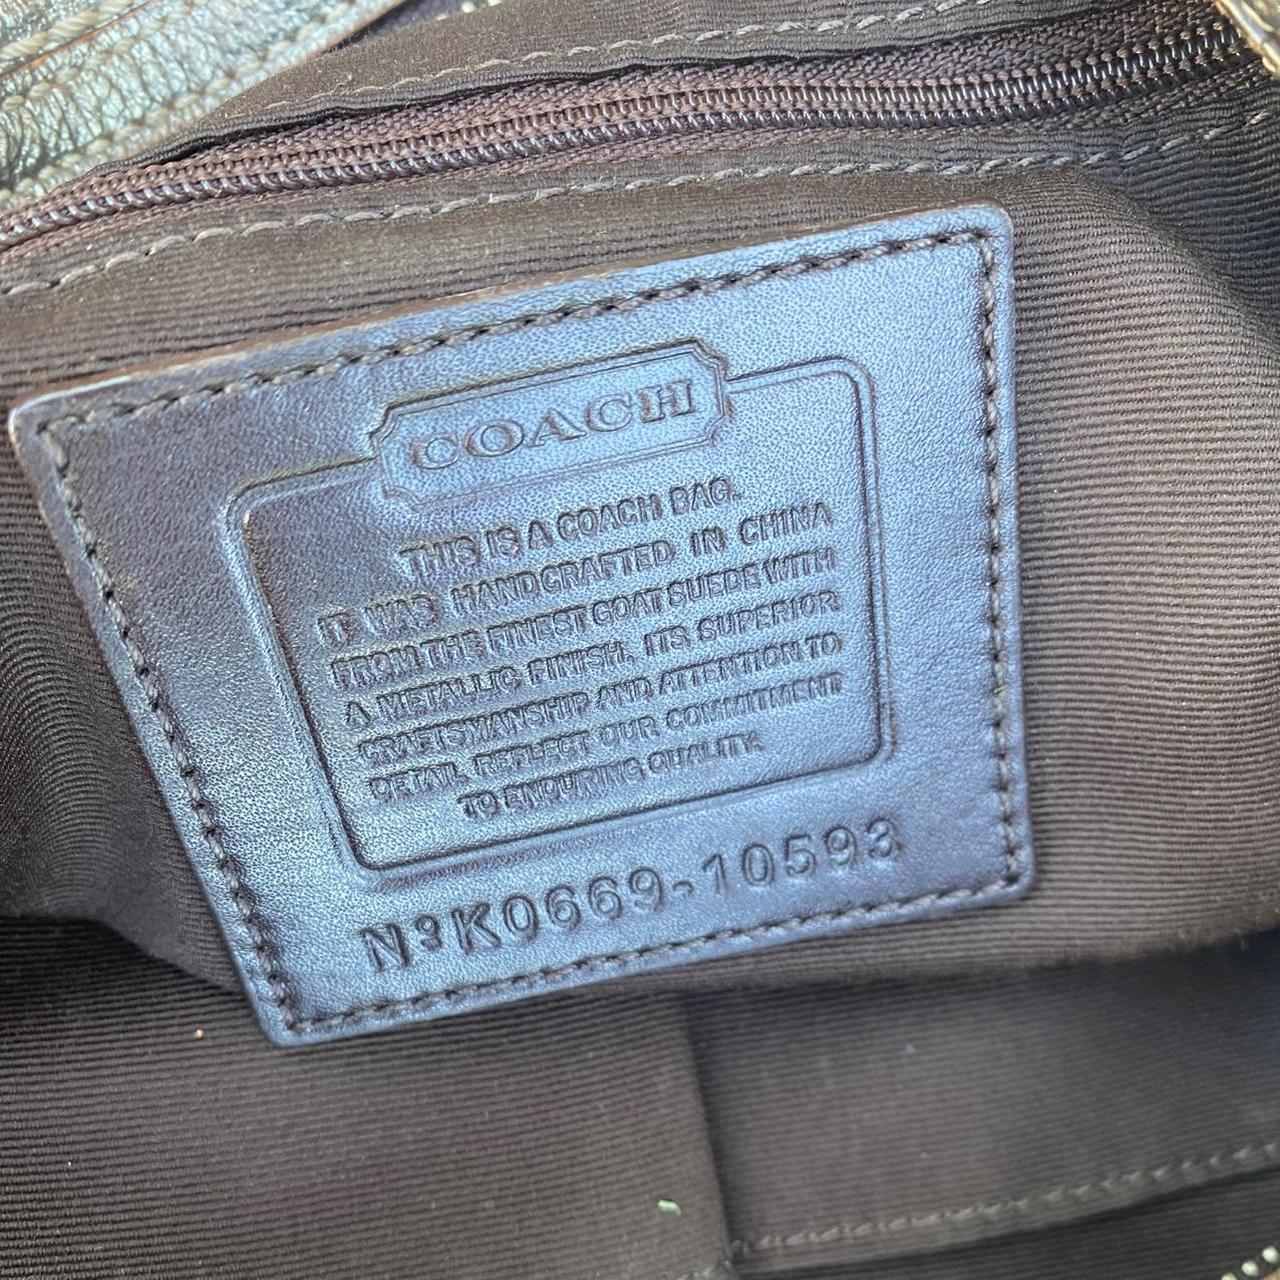 COACH
THIS IS A COACH BAG.
IT WAS HANDCRAFTED IN CHINA
FROM THE FINEST GOAT SUEDE WITH
A METALLIC FINISH. ITS SUPERIOR
CRAFTSMANSHIP AND ATTENTION TO
DETAIL REFLECT OUR COMMITMENT
TO ENDURING QUALITY.
Nº K0669-10593